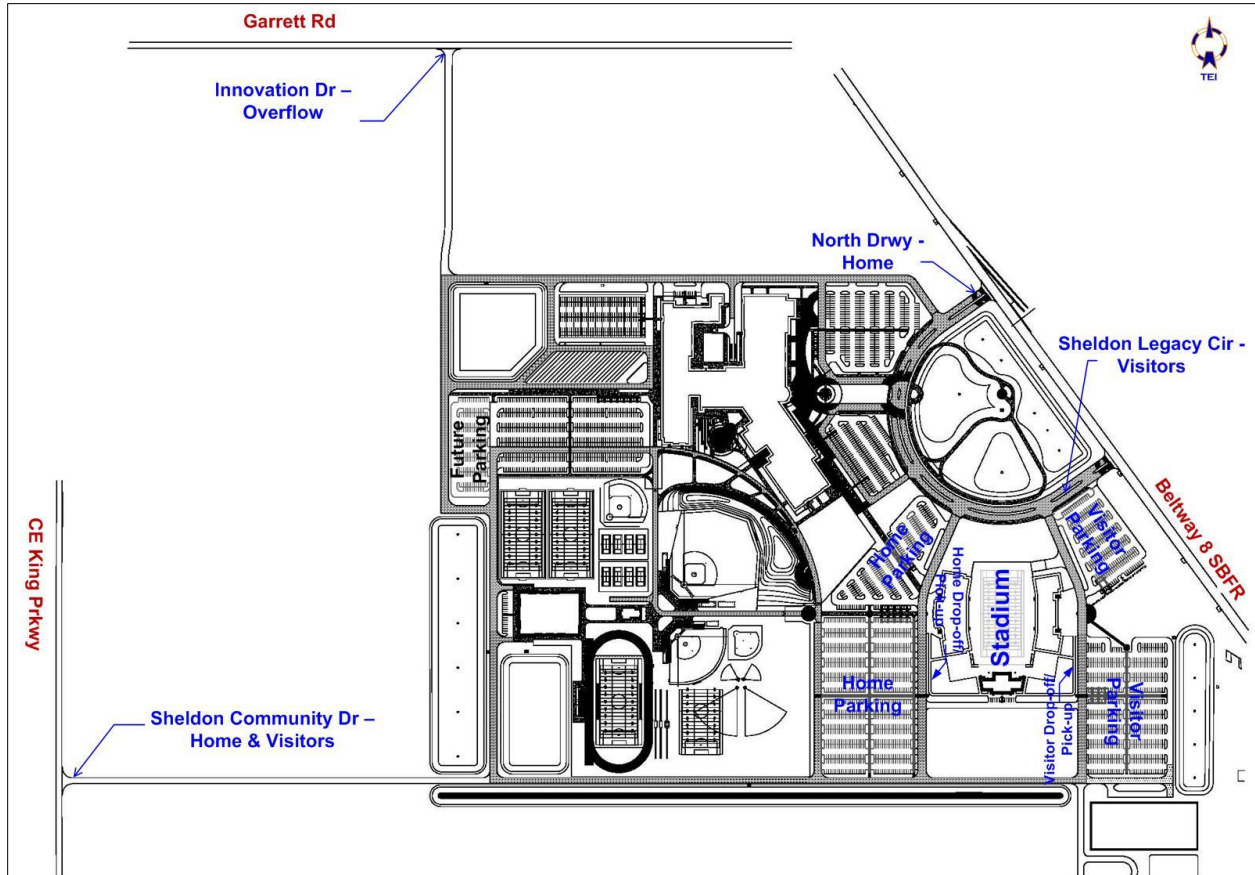 Garrett Rd
TEI
Innovation Dr –
Overflow
North Drwy -
Home
Sheldon Legacy Cir -
Visitors
Future
Parking
Beltway 8 SBFR
Visitor
Parking
Home
Parking
Home Drop-off/
Pick-up
Stadium
CE King Prkwy
Home
Parking
Visitor Drop-off/
Pick-up
Visitor
Parking
Sheldon Community Dr –
Home & Visitors